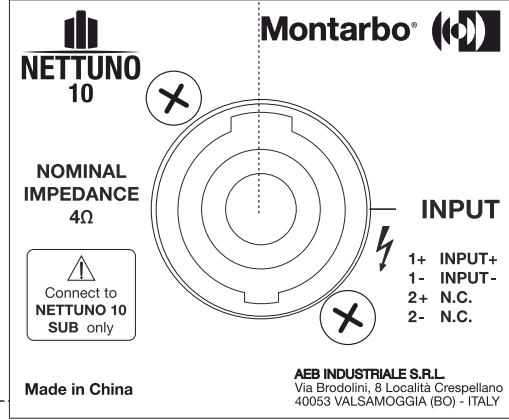 NETTUNO
10
Montarbo®
NOMINAL
IMPEDANCE
4Ω
INPUT
1+ INPUT+
1- INPUT-
2+ N.C.
2- N.C.
Connect to
NETTUNO 10
SUB only
Made in China
AEB INDUSTRIALE S.R.L.
Via Brodolini, 8 Località Crespellano
40053 VALSAMOGGIA (BO) - ITALY